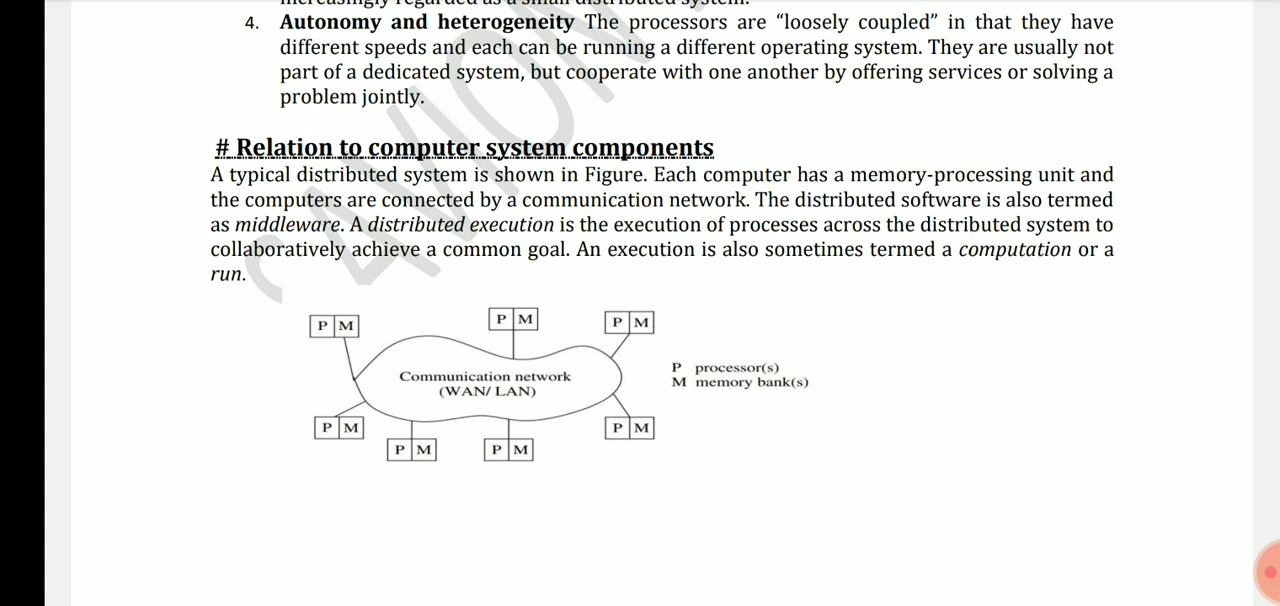 4. Autonomy and heterogeneity The processors are “loosely coupled” in that they have
different speeds and each can be running a different operating system. They are usually not
part of a dedicated system, but cooperate with one another by offering services or solving a
problem jointly.
# Relation to computer system components
A typical distributed system is shown in Figure. Each computer has a memory-processing unit and
the computers are connected by a communication network. The distributed software is also termed
as middleware. A distributed execution is the execution of processes across the distributed system to
collaboratively achieve a common goal. An execution is also sometimes termed a computation or a
run.
P M
P M
P M
Communication network
(WAN/ LAN)
P processor(s)
M memory bank(s)
P M
P M
P M
P M